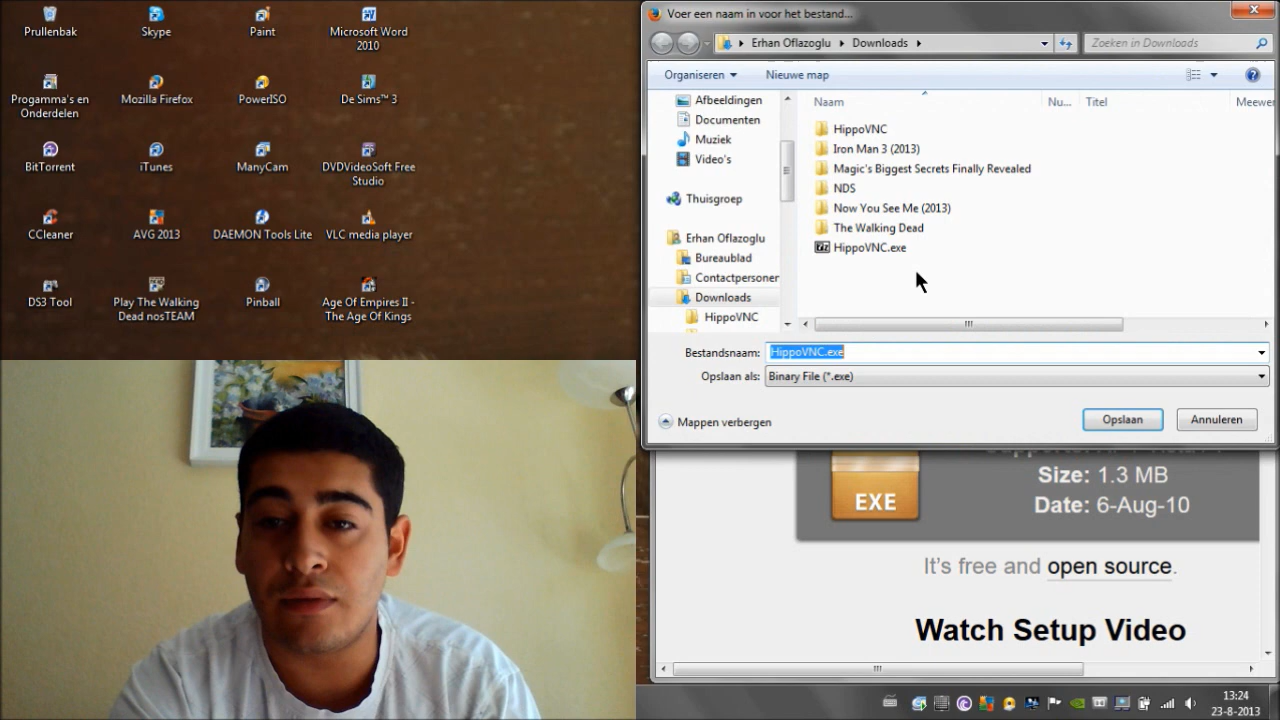 Prullenbak
Skype
Paint
Microsoft Word
2010
Progamma's en
Onderdelen
Mozilla Firefox
PowerISO
De Sims™ 3
BitTorrent
iTunes
ManyCam
DVDVideoSoft Free
Studio
CCleaner
AVG 2013
DAEMON Tools Lite
VLC media player
DS3 Tool
Play The Walking
Dead nosTEAM
Pinball
Age Of Empires II -
The Age Of Kings
Voer een naam in voor het bestand...
Erhan Oflazoglu
Downloads
Zoeken in Downloads
Organiseren
Nieuwe map
Afbeeldingen
Documenten
Muziek
Video's
Thuisgroep
Erhan Oflazoglu
Bureaublad
Contactpersoner
Downloads
HippoVNC
Naam
Nu...
Titel
Meewer
HippoVNC
Iron Man 3 (2013)
Magic's Biggest Secrets Finally Revealed
NDS
Now You See Me (2013)
The Walking Dead
HippoVNC.exe
Bestandsnaam:
HippoVNC.exe
Opslaan als:
Binary File (*.exe)
Mappen verbergen
Opslaan
Annuleren
EXE
Size: 1.3 MB
Date: 6-Aug-10
It's free and open source.
Watch Setup Video
13:24
23-8-2013